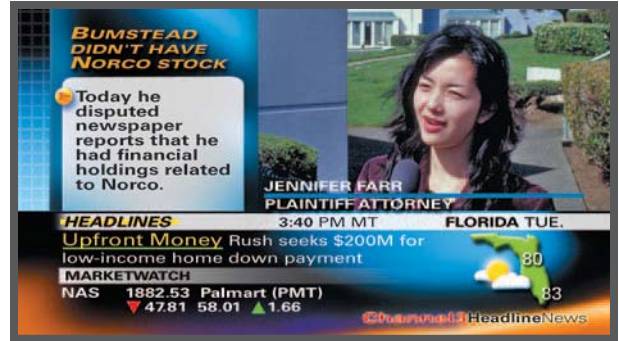 BUMSTEAD
DIDN'T HAVE
NORCO STOCK
Today he
disputed
newspaper
reports that he
had financial
holdings related
to Norco.
JENNIFER FARR
PLAINTIFF ATTORNEY
HEADLINES 3:40 PM MT FLORIDA TUE.
Upfront Money Rush seeks $200M for
low-income home down payment
80
MARKETWATCH
NAS 1882.53 Palmart (PMT)
83
▼47.81 58.01 ▲1.66
Channel3HeadlineNews